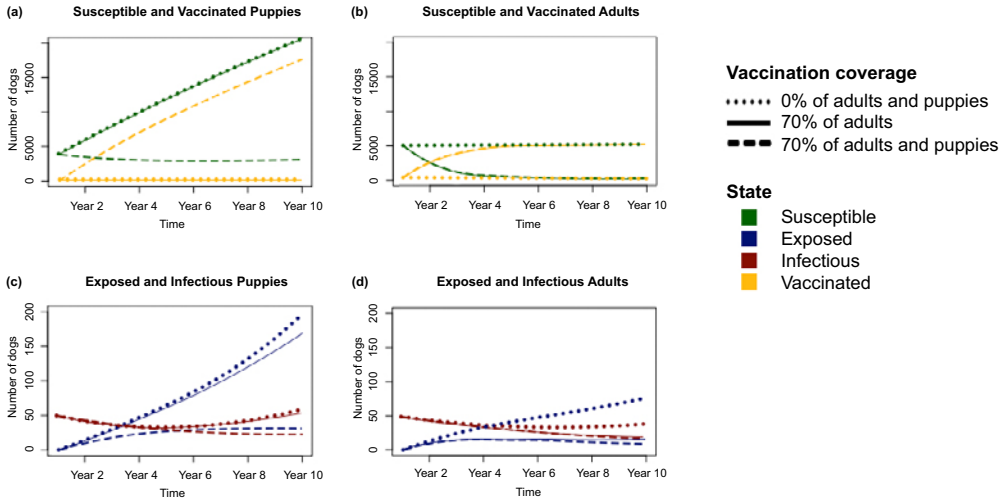 (a) Susceptible and Vaccinated Puppies
Number of dogs
15000
5000
0
Year 2 Year 4 Year 6 Year 8 Year 10
Time
(b) Susceptible and Vaccinated Adults
Number of dogs
15000
5000
0
Year 2 Year 4 Year 6 Year 8 Year 10
Time
(c) Exposed and Infectious Puppies
Number of dogs
200
150
100
50
0
Year 2 Year 4 Year 6 Year 8 Year 10
Time
(d) Exposed and Infectious Adults
Number of dogs
200
150
100
50
0
Year 2 Year 4 Year 6 Year 8 Year 10
Time
Vaccination coverage
0% of adults and puppies
70% of adults
70% of adults and puppies
State
Susceptible
Exposed
Infectious
Vaccinated